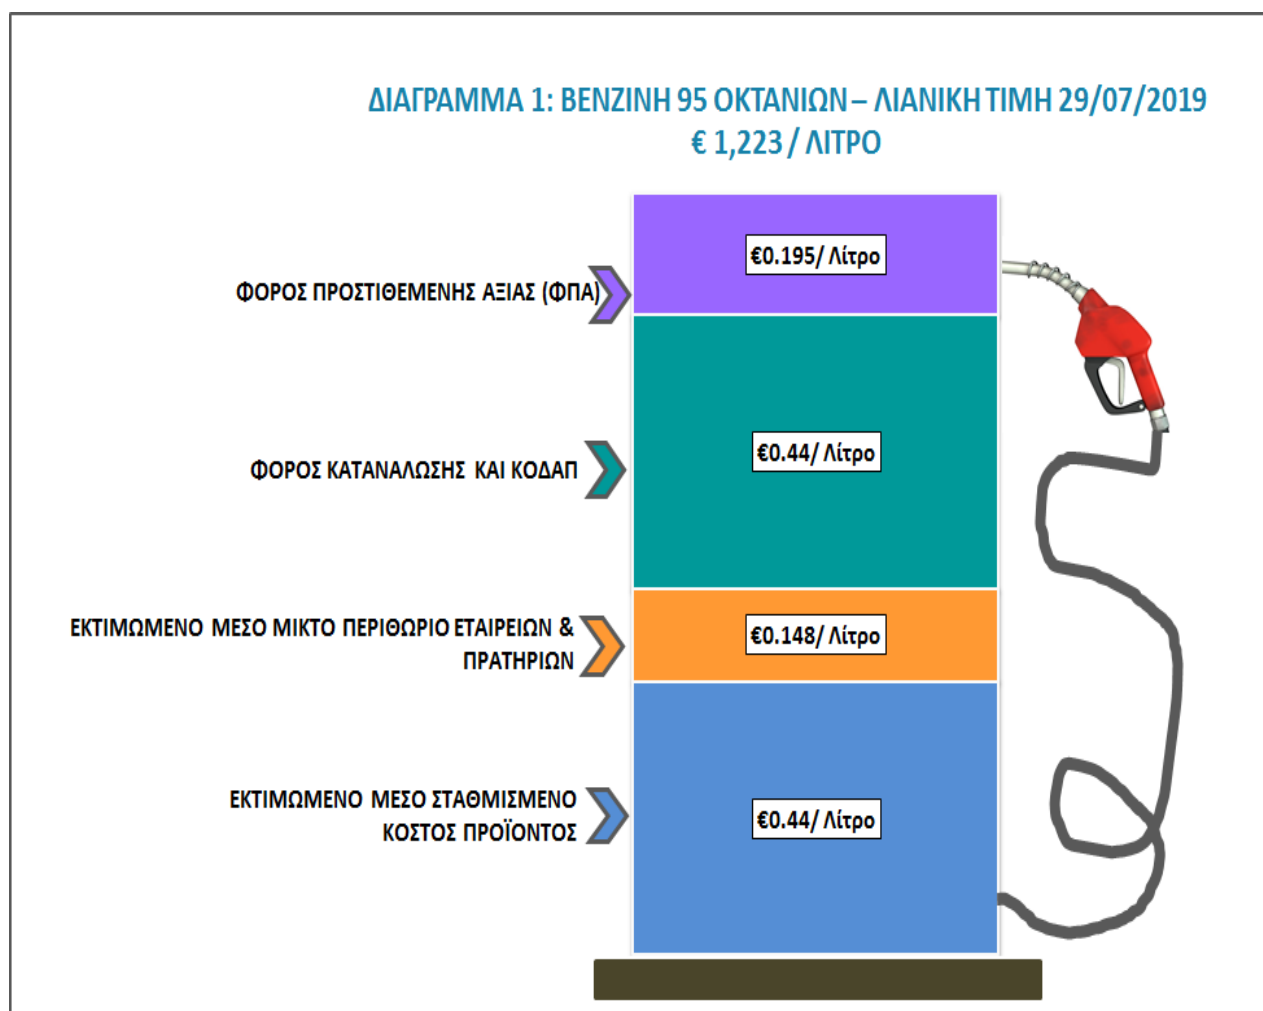 ΔΙΑΓΡΑΜΜΑ 1: ΒΕΝΖΙΝΗ 95 ΟΚΤΑΝΙΩΝ – ΛΙΑΝΙΚΗ ΤΙΜΗ 29/07/2019
€ 1,223 / ΛΙΤΡΟ
€0.195/ Λίτρο
ΦΟΡΟΣ ΠΡΟΣΤΙΘΕΜΕΝΗΣ ΑΞΙΑΣ (ΦΠΑ)
€0.44/ Λίτρο
ΦΟΡΟΣ ΚΑΤΑΝΑΛΩΣΗΣ ΚΑΙ ΚΟΔΑΠ
ΕΚΤΙΜΩΜΕΝΟ ΜΕΣΟ ΜΙΚΤΟ ΠΕΡΙΘΩΡΙΟ ΕΤΑΙΡΕΙΩΝ &
ΠΡΑΤΗΡΙΩΝ
€0.148/ Λίτρο
ΕΚΤΙΜΩΜΕΝΟ ΜΕΣΟ ΣΤΑΘΜΙΣΜΕΝΟ
ΚΟΣΤΟΣ ΠΡΟΪΟΝΤΟΣ
€0.44/ Λίτρο